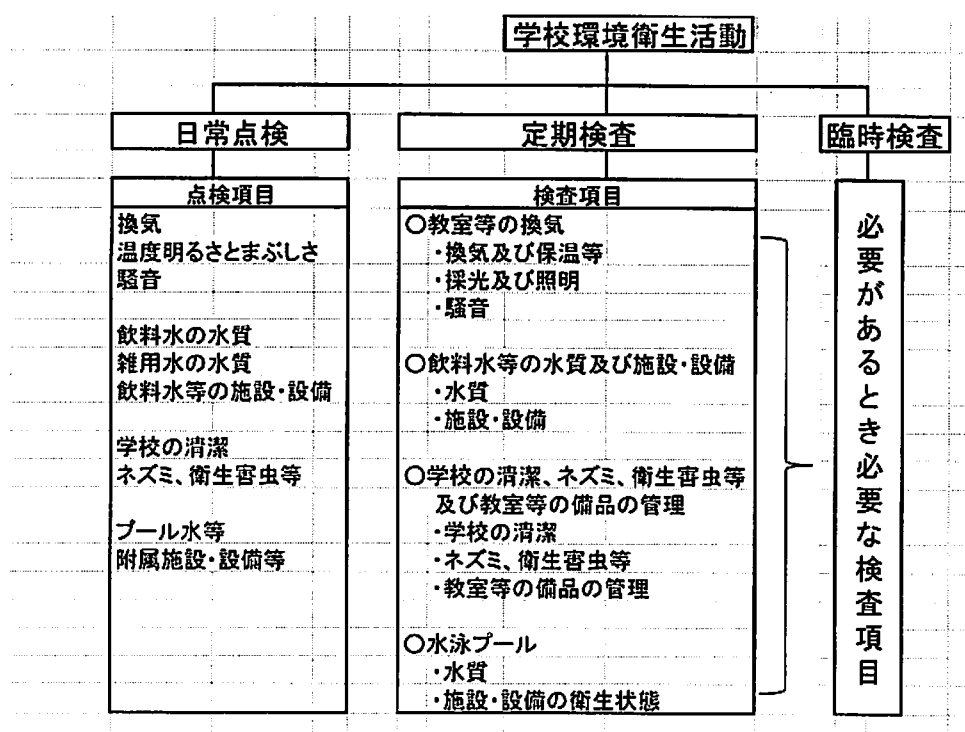 学校環境衛生活動
日常点検
定期検査
臨時検査
点検項目
換気
温度明るさとまぶしさ
騒音
飲料水の水質
雑用水の水質
飲料水等の施設・設備
学校の清潔
ネズミ、衛生害虫等
プール水等
附属施設・設備等
検査項目
〇教室等の換気
・換気及び保温等
・採光及び照明
・騒音
〇飲料水等の水質及び施設・設備
・水質
・施設・設備
〇学校の清潔、ネズミ、衛生害虫等
及び教室等の備品の管理
・学校の清潔
・ネズミ、衛生害虫等
・教室等の備品の管理
〇水泳プール
・水質
・施設・設備の衛生状態
必要があるとき必要な検査項目